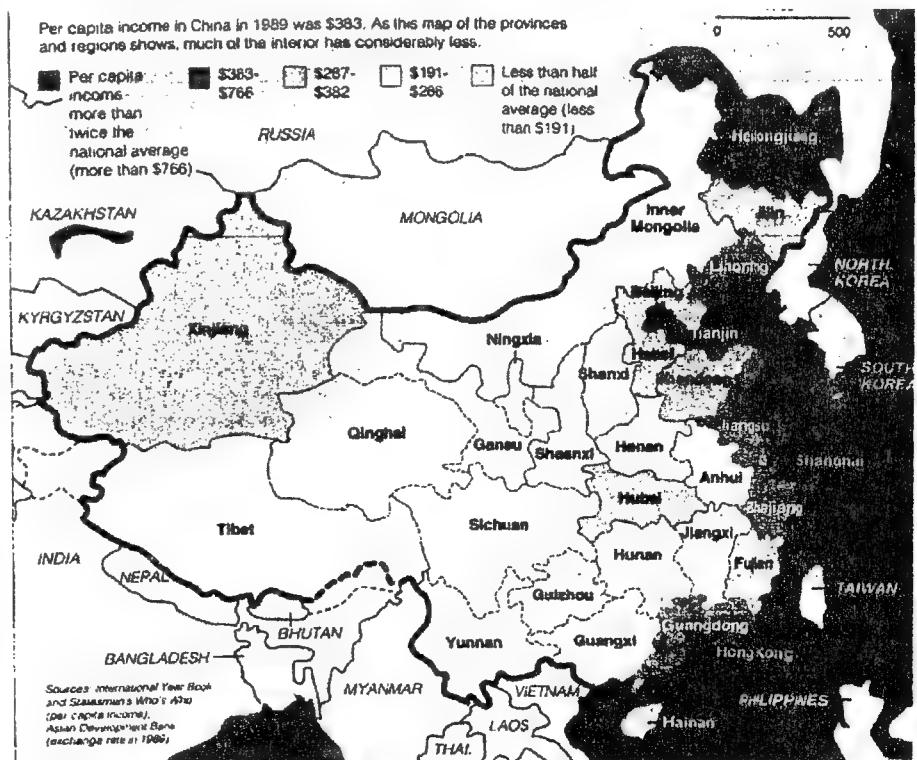 Per capita income in China in 1989 was $383. As this map of the provinces
and regions shows, much of the interior has considerably less.
0 500
Per capita
income
more than
twice the
national average
(more than $766)
$383-
$766
$287-
$382
$191-
$286
Less than half
of the national
average (less
than $191)
RUSSIA
Heilongjiang
KAZAKHSTAN
MONGOLIA
Inner
Mongolia
Jilin
Liaoning
NORTH
KOREA
KYRGYZSTAN
Xinjiang
Beijing
Tianjin
Ningxia
Hebei
Shanxi
Shandong
SOUTH
KOREA
Qinghai
Gansu
Shaanxi
Henan
Jiangsu
Shanghai
Anhui
Tibet
Sichuan
Hubei
Zhejiang
Jiangxi
Hunan
Fujian
INDIA
NEPAL
Guizhou
TAIWAN
BHUTAN
Yunnan
Guangxi
Guangdong
Hong Kong
BANGLADESH
MYANMAR
VIETNAM
PHILIPPINES
LAOS
Hainan
THAI.
Sources: International Year Book
and Statesmen's Who's Who
(per capita income),
Asian Development Bank
(exchange rate in 1989)